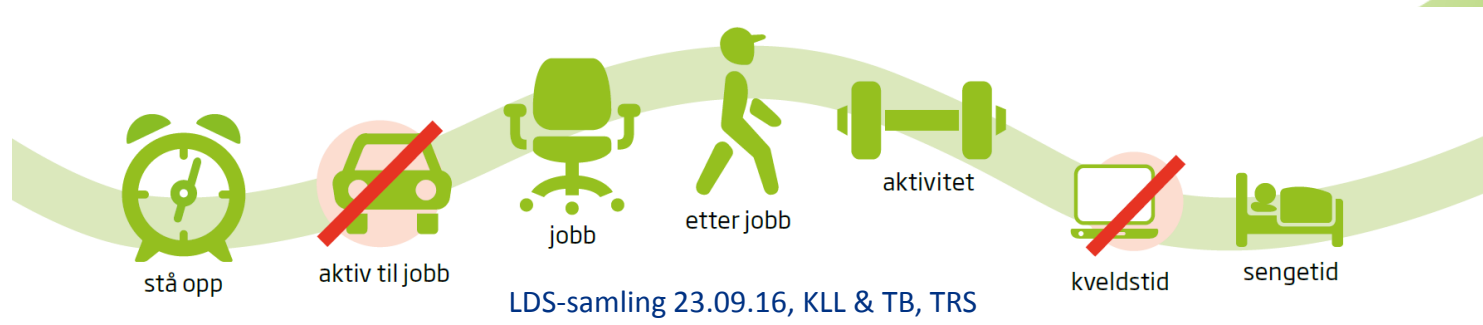 stå opp
aktiv til jobb
jobb
etter jobb
aktivitet
kveldstid
sengetid
LDS-samling 23.09.16, KLL & TB, TRS